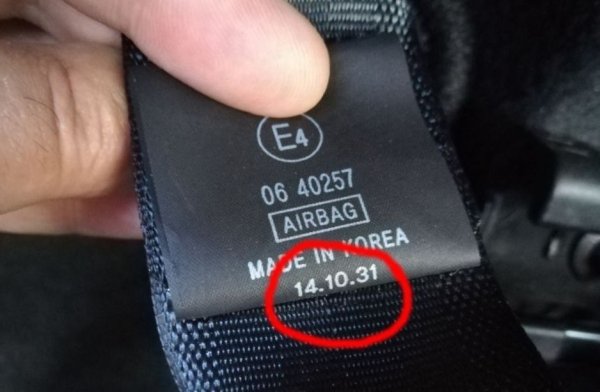 E4
06 40257
AIRBAG
MADE IN KOREA
14.10.31